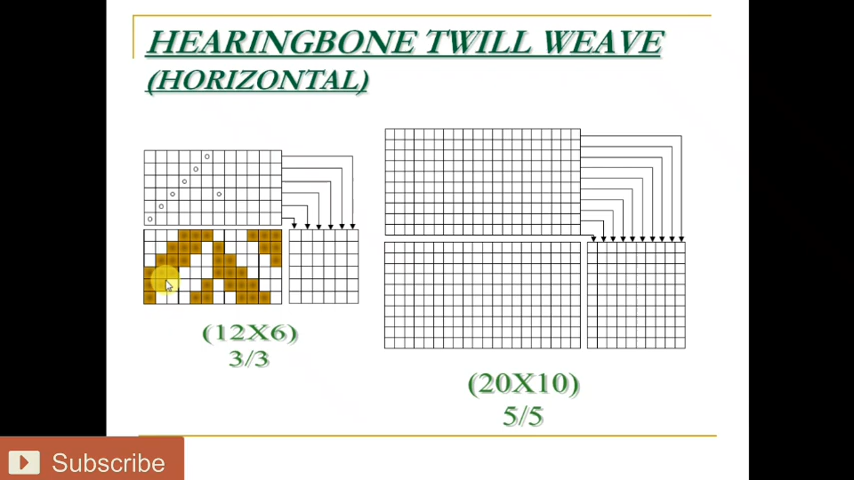 HEARINGBONE TWILL WEAVE
(HORIZONTAL)
(12X6)
3/3
(20X10)
5/5
Subscribe